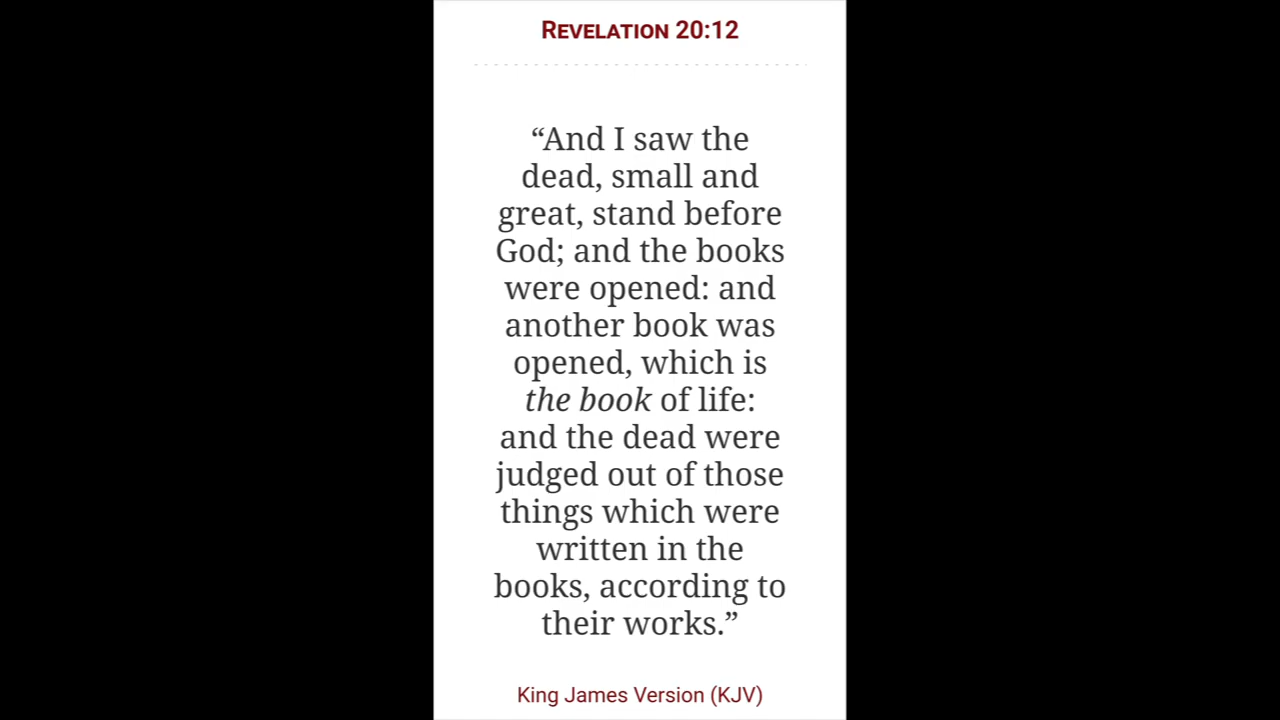 Revelation 20:12
“And I saw the
dead, small and
great, stand before
God; and the books
were opened: and
another book was
opened, which is
the book of life:
and the dead were
judged out of those
things which were
written in the
books, according to
their works.”
King James Version (KJV)